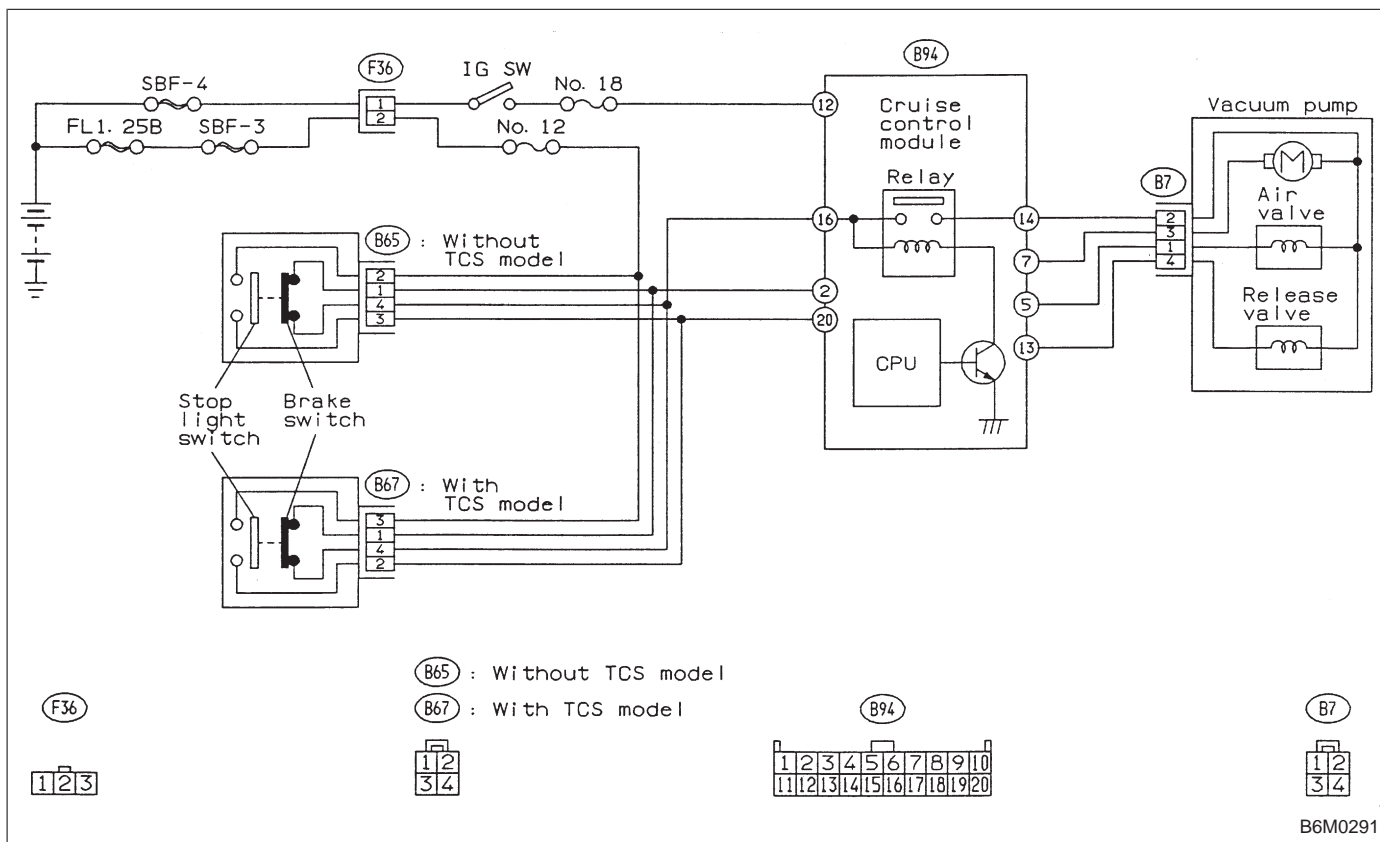 B94
F36
SBF-4
IG SW
No. 18
1
2
12
Cruise
control
module
Vacuum pump
FL1. 25B
SBF-3
No. 12
M
Relay
B7
Air
valve
16
14
2
3
1
4
B65 : Without
TCS model
7
2
1
4
3
2
5
Release
valve
20
13
CPU
Stop
light
switch
Brake
switch
B67 : With
TCS model
3
1
4
2
B65 : Without TCS model
F36
B67 : With TCS model
B94
B7
1 2 3
1 2
3 4
1 2 3 4 5 6 7 8 9 10
11 12 13 14 15 16 17 18 19 20
1 2
3 4
B6M0291